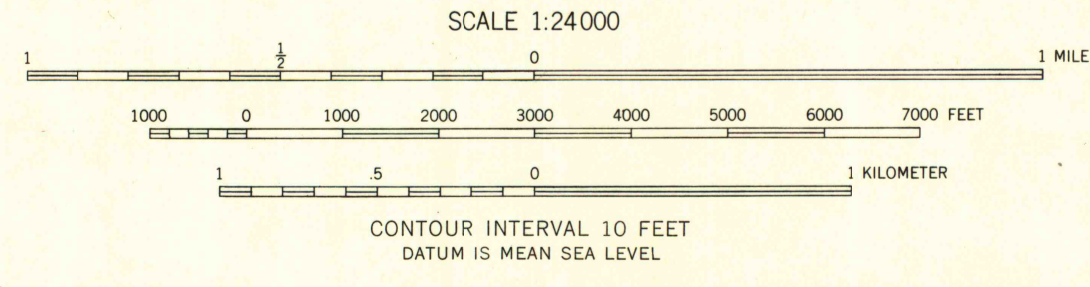 SCALE 1:24000
1 1/2 0 1 MILE
1000 0 1000 2000 3000 4000 5000 6000 7000 FEET
1 .5 0 1 KILOMETER
CONTOUR INTERVAL 10 FEET
DATUM IS MEAN SEA LEVEL